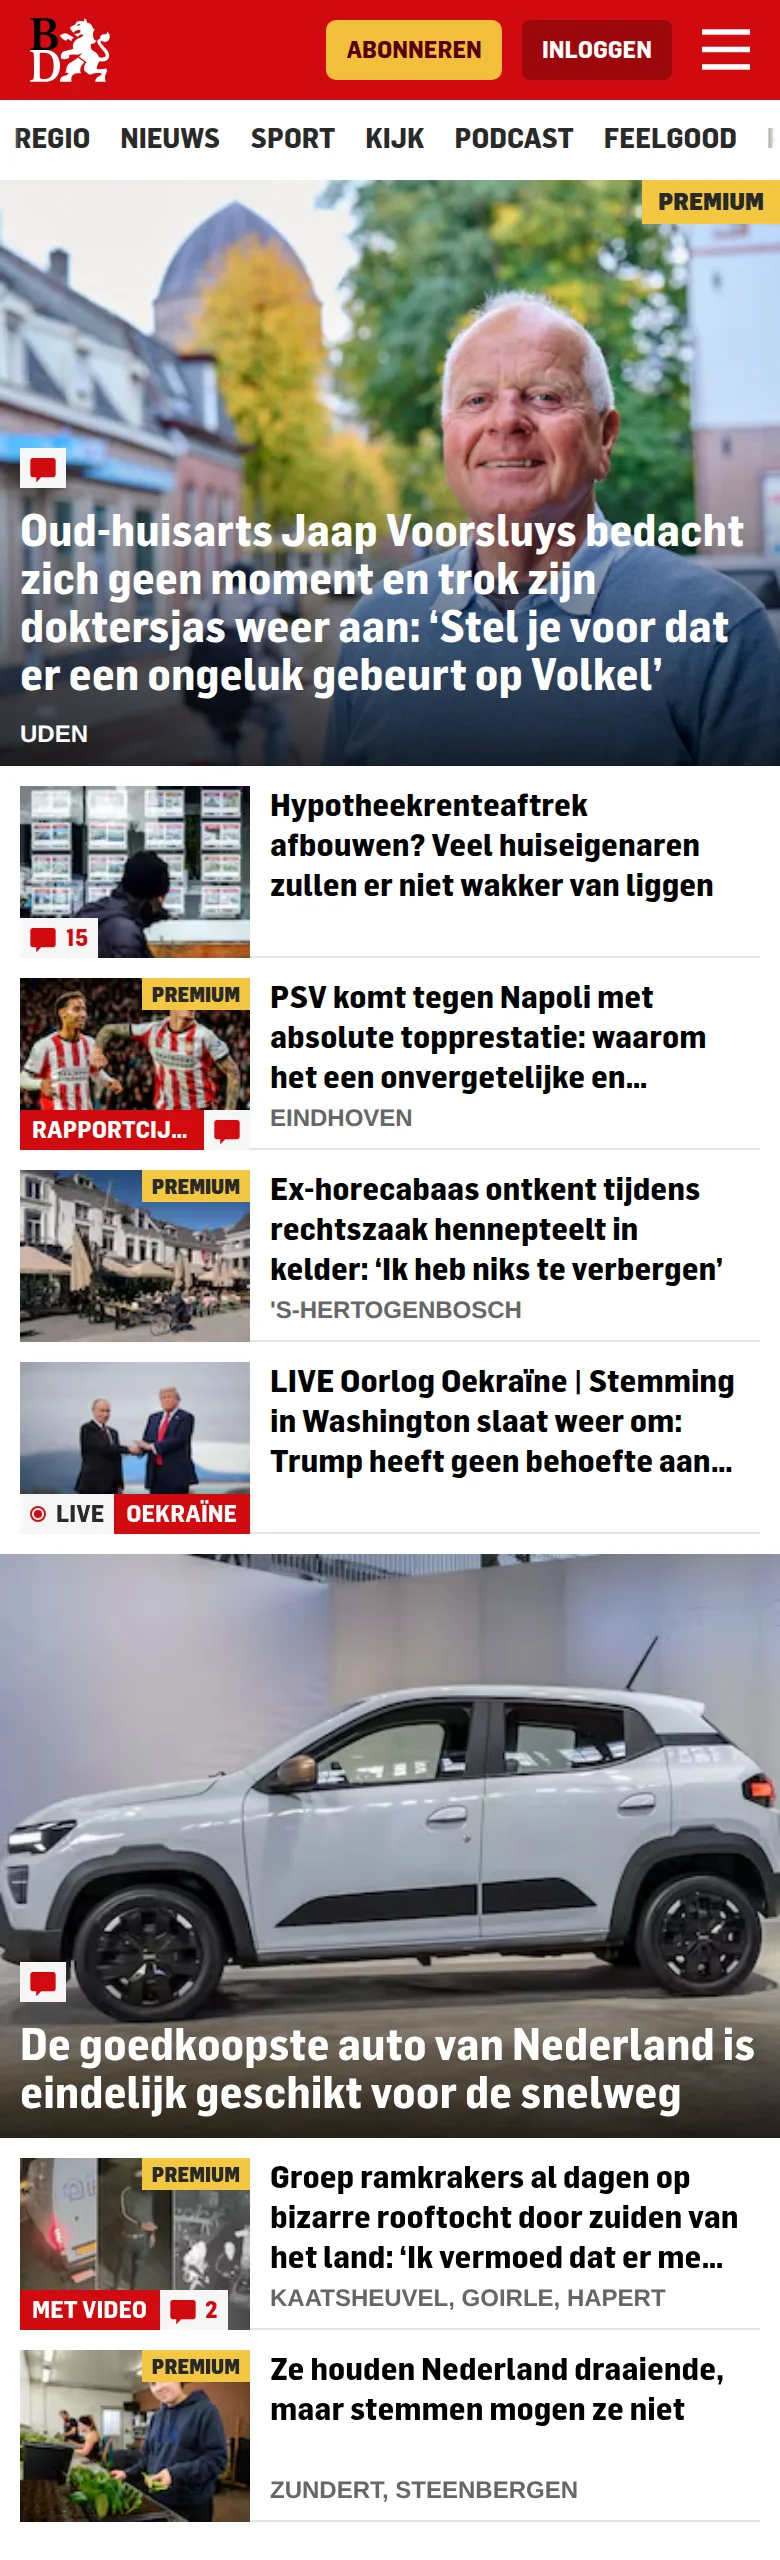 BD
ABONNEREN
INLOGGEN
REGIO NIEUWS SPORT KIJK PODCAST FEELGOOD
PREMIUM
Oud-huisarts Jaap Voorsluys bedacht
zich geen moment en trok zijn
doktersjas weer aan: ‘Stel je voor dat
er een ongeluk gebeurt op Volkel’
UDEN
Hypotheekrenteaftrek
afbouwen? Veel huiseigenaren
zullen er niet wakker van liggen
15
PREMIUM
PSV komt tegen Napoli met
absolute topprestatie: waarom
het een onvergetelijke en...
EINDHOVEN
RAPPORTCIJ...
PREMIUM
Ex-horecabaas ontkent tijdens
rechtszaak hennepteelt in
kelder: ‘Ik heb niks te verbergen’
'S-HERTOGENBOSCH
LIVE Oorlog Oekraïne | Stemming
in Washington slaat weer om:
Trump heeft geen behoefte aan...
LIVE OEKRAÏNE
De goedkoopste auto van Nederland is
eindelijk geschikt voor de snelweg
PREMIUM
Groep ramkrakers al dagen op
bizarre rooftocht door zuiden van
het land: ‘Ik vermoed dat er me...
KAATSHEUVEL, GOIRLE, HAPERT
MET VIDEO 2
PREMIUM
Ze houden Nederland draaiende,
maar stemmen mogen ze niet
ZUNDERT, STEENBERGEN